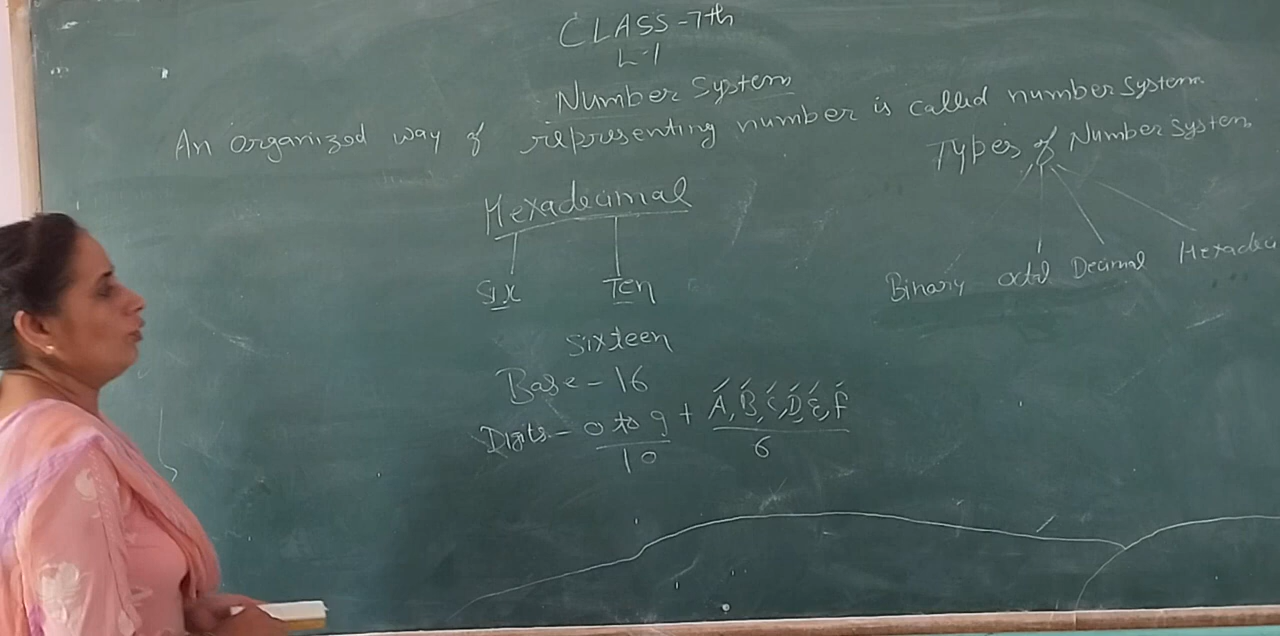 CLASS-7th
L-1
Number System
An organized way of representing number is called number system
Types of Number System
Binary octal Decimal Hexadeci
Hexadecimal
Six Ten
Sixteen
Base - 16
Digits - 0 to 9 + A, B, C, D, E, F
10 6